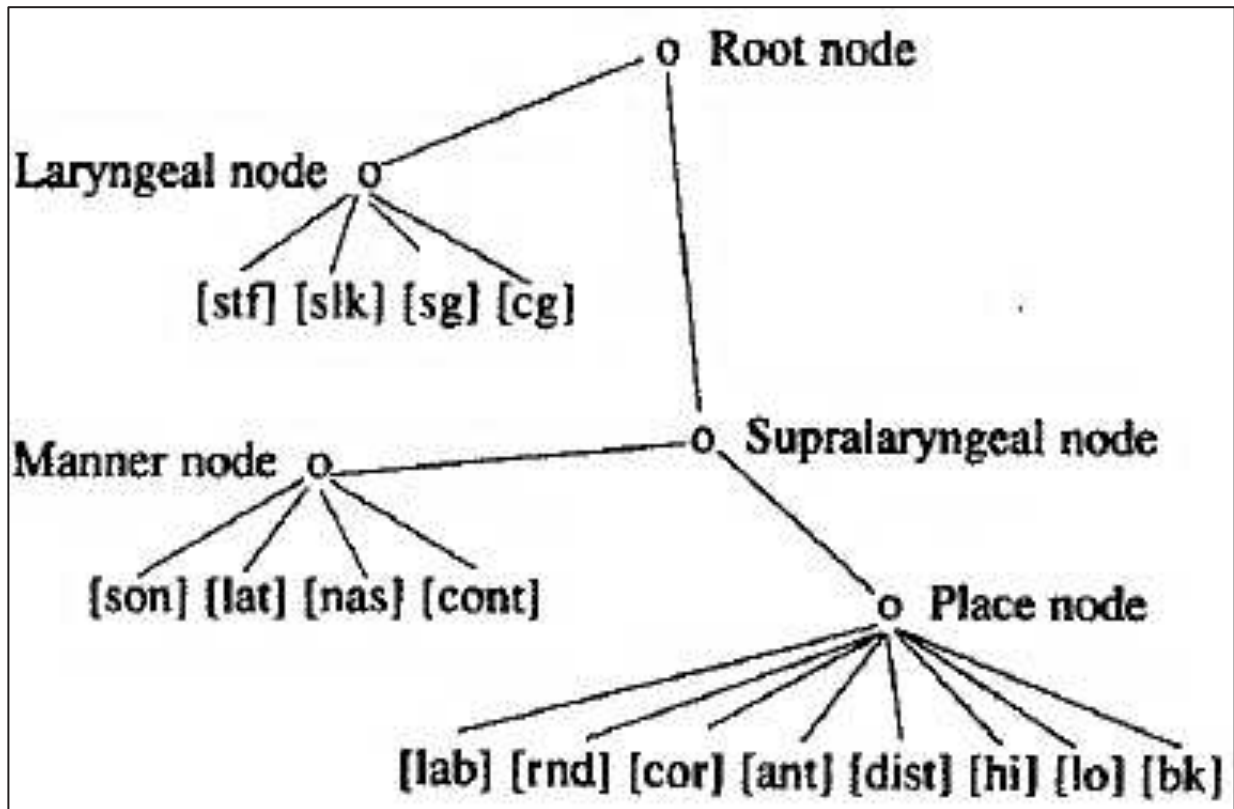 o Root node
Laryngeal node o
[stf] [slk] [sg] [cg]
o Supralaryngeal node
Manner node o
[son] [lat] [nas] [cont]
o Place node
[lab] [rnd] [cor] [ant] [dist] [hi] [lo] [bk]